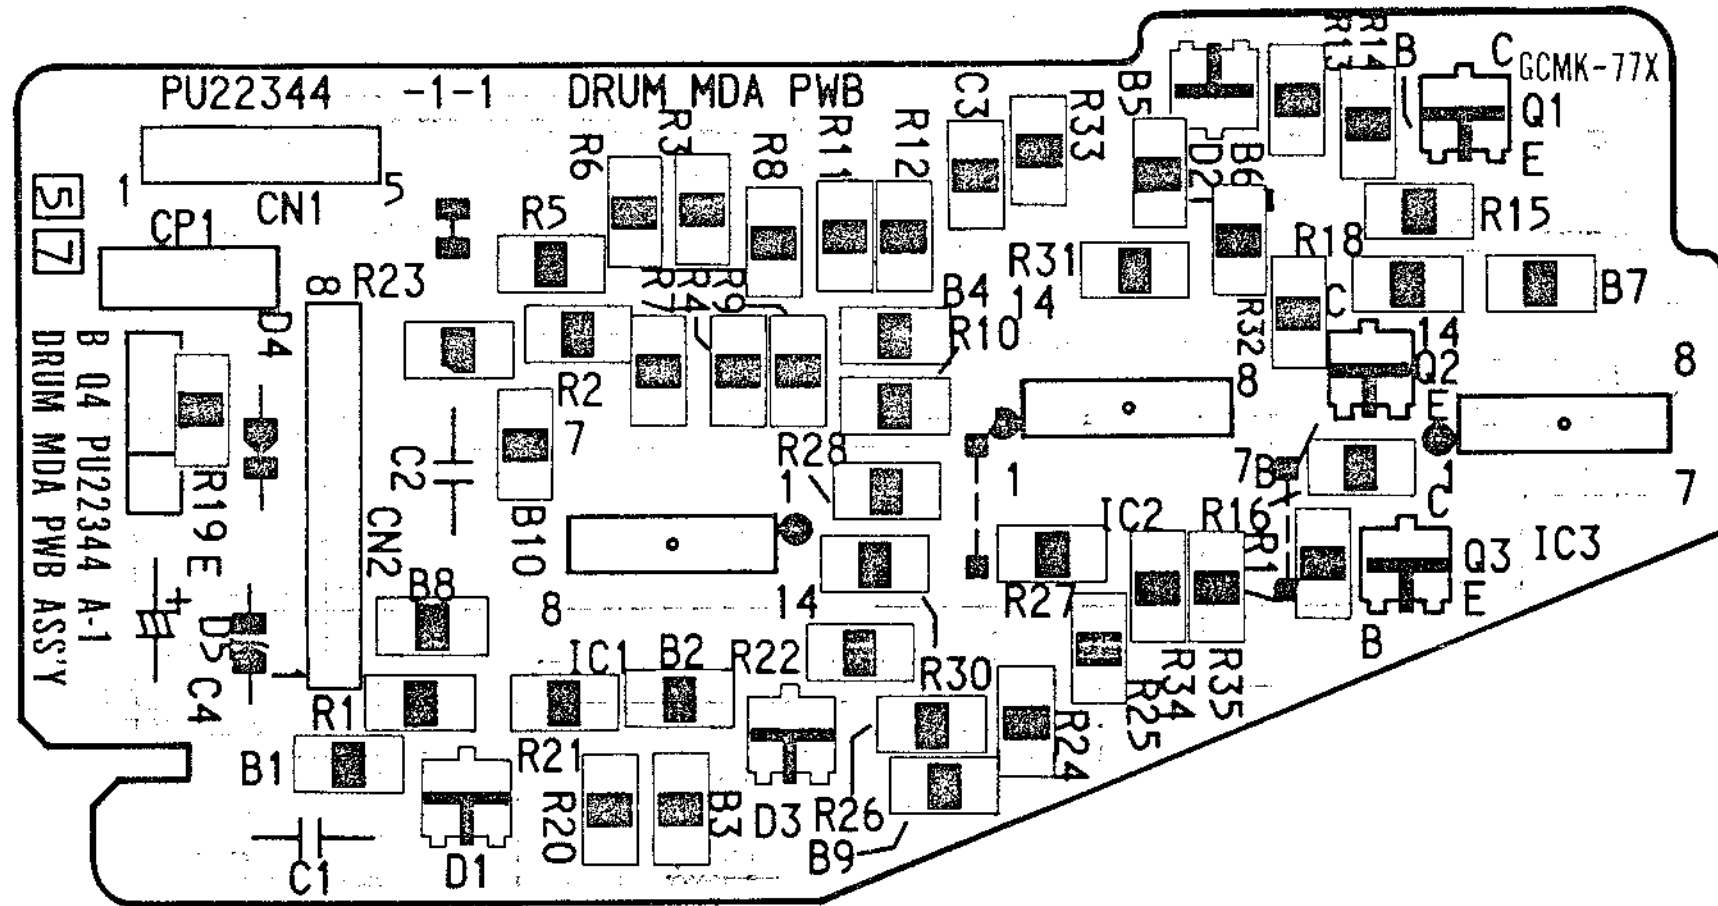 PU22344 -1-1 DRUM MDA PWB
GCMK-77X
R13
R14
B
C
Q1
E
C3
R33
B5
D2
B6
R6
R3
R8
R11
R12
1
CN1
5
5 7
CP1
R5
R31
R18
R15
B7
8
R23
D4
R7
R4
R9
B4
14
R10
R32
C
14
Q2
E
8
8
B Q4 PU22344 A-1
DRUM MDA PWB ASS'Y
R2
7
C2
R28
1
1
7
B
1
C
7
R19
E
CN2
B10
IC2
R16
IC3
Q3
E
B
B8
8
14
R27
+
D5
C4
IC1
B2
R22
R30
R34
R35
R25
R24
R1
B1
R21
R20
B3
D3
R26
B9
C1
D1